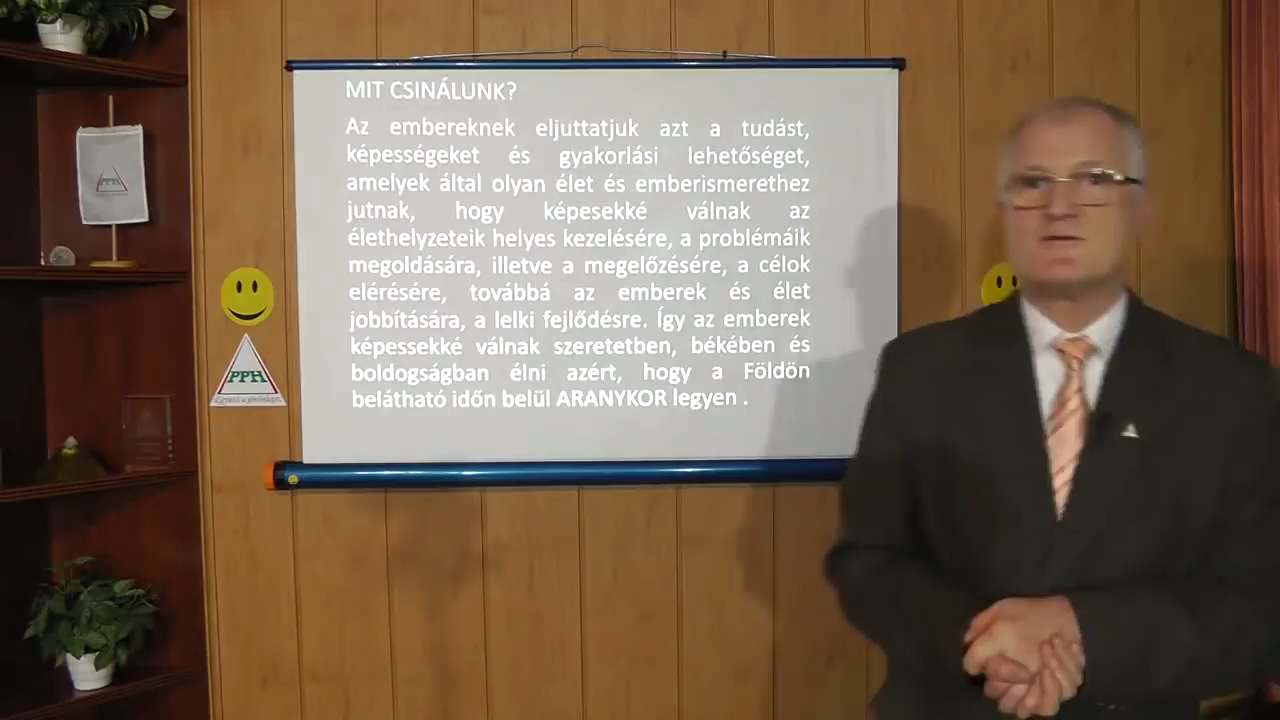 MIT CSINÁLUNK?
Az embereknek eljuttatjuk azt a tudást,
képességeket és gyakorlási lehetőséget,
amelyek által olyan élet és emberismerethez
jutnak, hogy képesekké válnak az
élethelyzeteik helyes kezelésére, a problémáik
megoldására, illetve a megelőzésére, a célok
elérésére, továbbá az emberek és élet
jobbítására, a lelki fejlődésre. Így az emberek
képessekké válnak szeretetben, békében és
boldogságban élni azért, hogy a Földön
belátható időn belül ARANYKOR legyen .
PPH